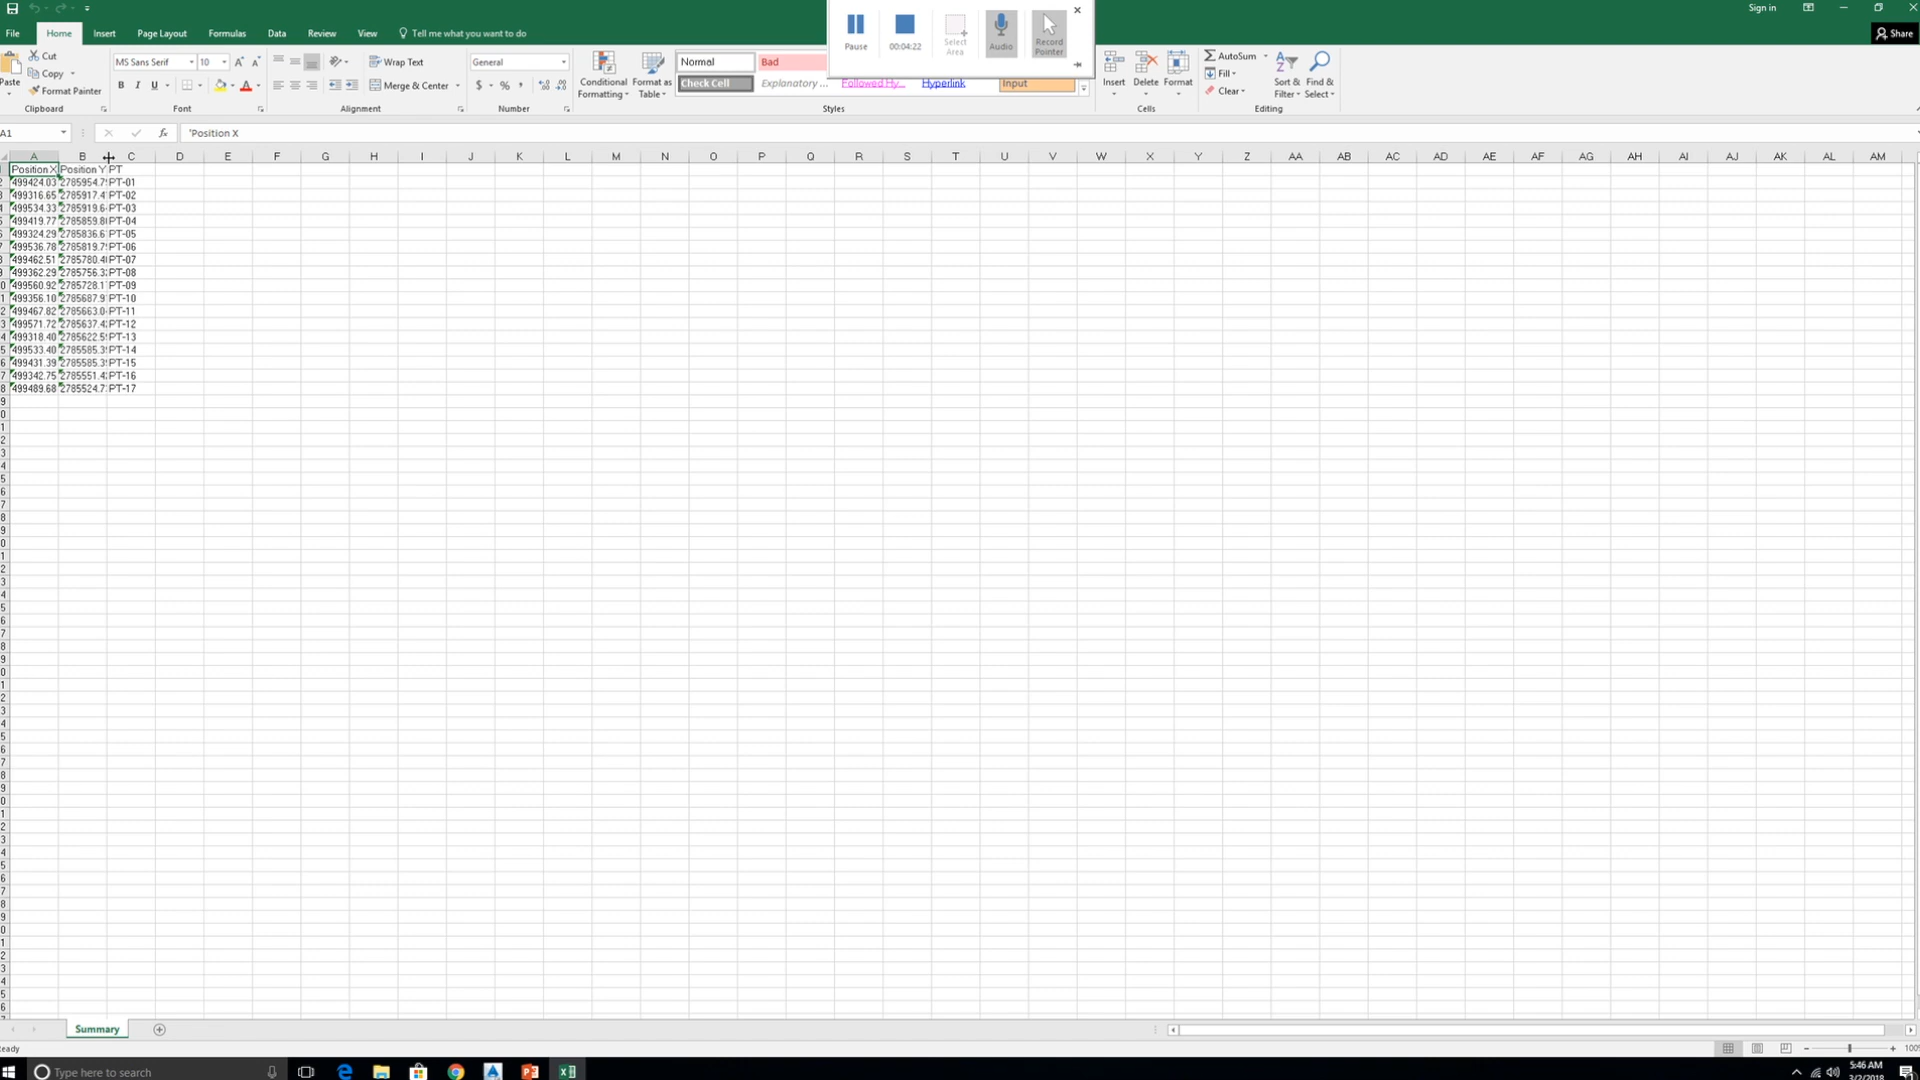 Sign in
File Home Insert Page Layout Formulas Data Review View Tell me what you want to do
Share
Pause 00:04:22 Select Area Audio Record Pointer
Paste Cut Copy Format Painter
MS Sans Serif 10 B I U
Wrap Text Merge & Center
General $ % ,
Conditional Formatting Format as Table
Normal Bad
Check Cell Explanatory ... Followed Hy... Hyperlink Input
Insert Delete Format
AutoSum Fill Clear Sort & Filter Find & Select
Clipboard Font Alignment Number Styles Cells Editing
A1 fx 'Position X
A B C D E F G H I J K L M N O P Q R S T U V W X Y Z AA AB AC AD AE AF AG AH AI AJ AK AL AM
Position X Position Y PT
499424.03 2785954.7 PT-01
499316.65 2785917.4 PT-02
499534.33 2785919.6 PT-03
499419.77 2785859.8 PT-04
499324.29 2785836.6 PT-05
499536.78 2785819.7 PT-06
499462.51 2785780.4 PT-07
499362.29 2785756.3 PT-08
499560.92 2785728.1 PT-09
499356.10 2785687.9 PT-10
499467.82 2785663.0 PT-11
499571.72 2785637.4 PT-12
499318.40 2785622.5 PT-13
499533.40 2785585.3 PT-14
499431.39 2785585.3 PT-15
499342.75 2785551.4 PT-16
499489.68 2785524.7 PT-17
Summary
eady
100
Type here to search
5:46 AM
3/2/2018